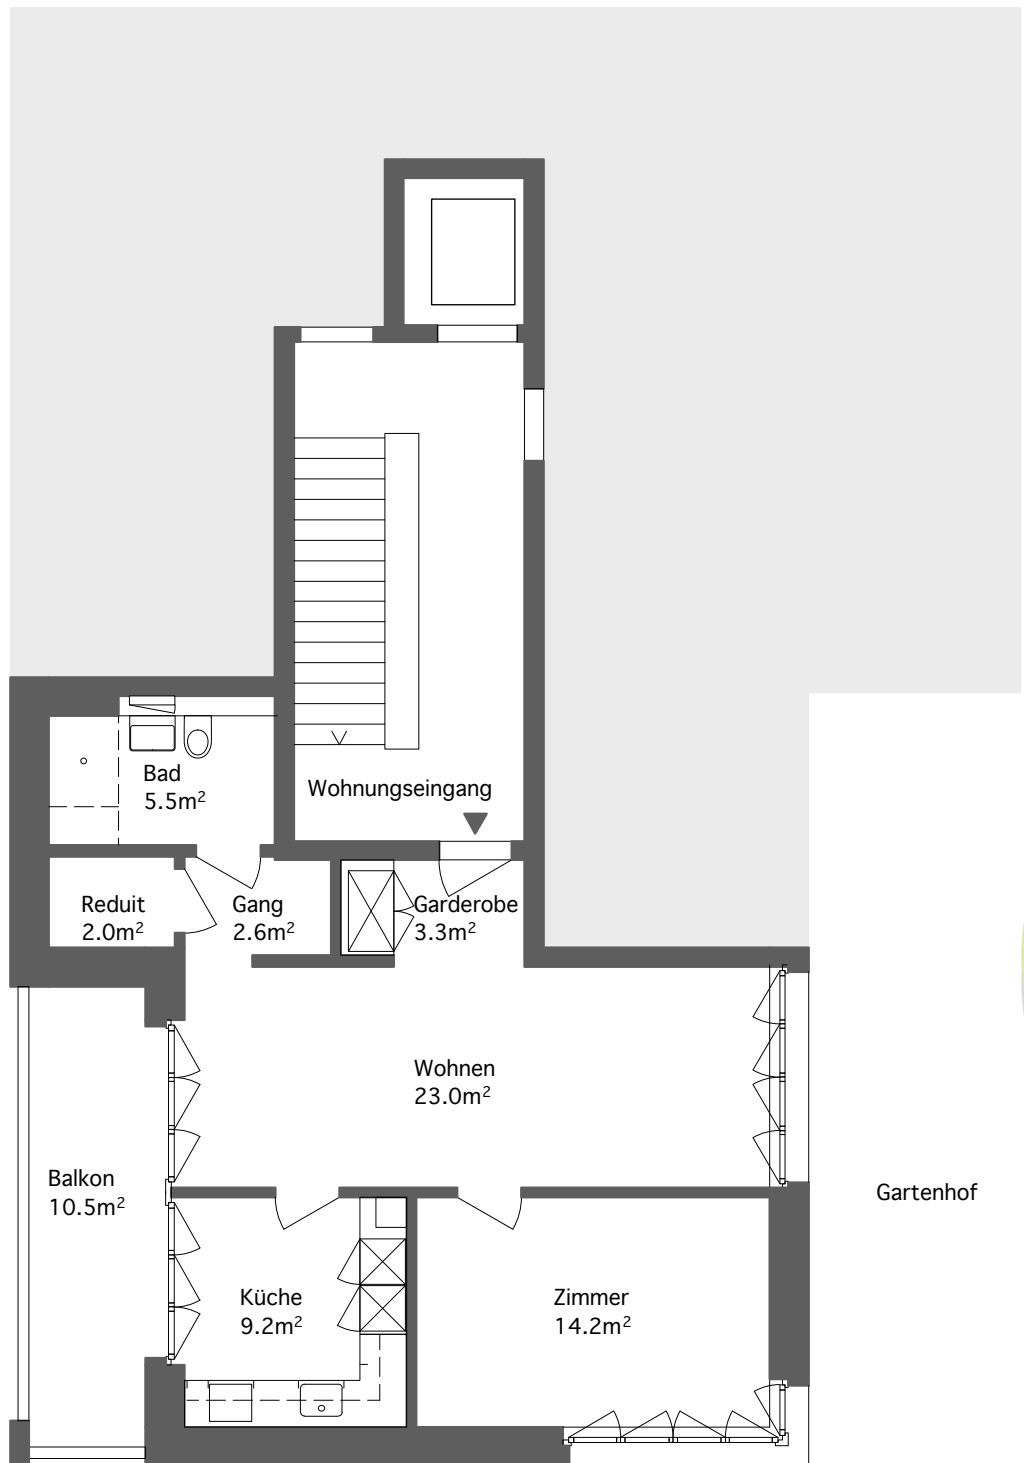 Wohnungseingang
Bad
5.5m²
Reduit
2.0m²
Gang
2.6m²
Garderobe
3.3m²
Wohnen
23.0m²
Balkon
10.5m²
Gartenhof
Küche
9.2m²
Zimmer
14.2m²